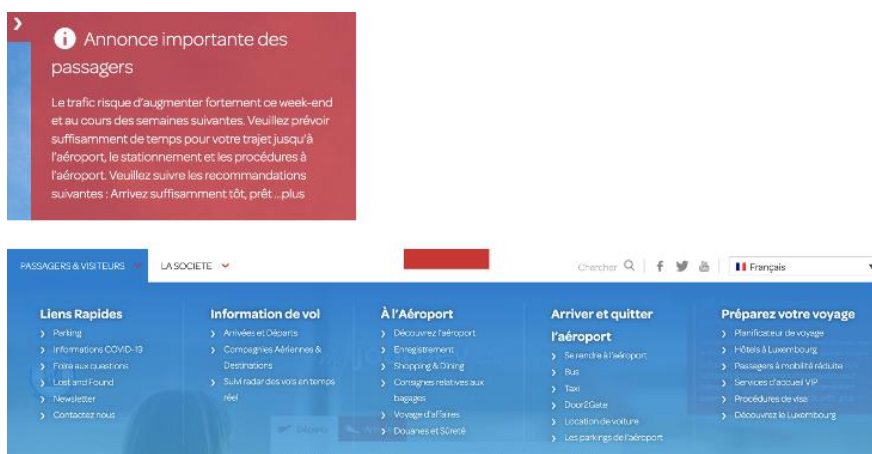 Annonce importante des
passagers
Le trafic risque d'augmenter fortement ce week-end
et au cours des semaines suivantes. Veuillez prévoir
suffisamment de temps pour votre trajet jusqu'à
l'aéroport, le stationnement et les procédures à
l'aéroport. Veuillez suivre les recommandations
suivantes : Arrivez suffisamment tôt, prêt ...plus
PASSAGERS & VISITEURS
LA SOCIETE
Chercher
Français
Liens Rapides
Parking
Informations COVID-19
Foire aux questions
Lost and Found
Newsletter
Contactez nous
Information de vol
Arrivées et Départs
Compagnies Aériennes &
Destinations
Suivi radar des vols en temps
réel
À l'Aéroport
Découvrez l'aéroport
Enregistrement
Shopping & Dining
Consignes relatives aux
bagages
Voyage d'affaires
Douanes et Sûreté
Arriver et quitter
l'aéroport
Se rendre à l'aéroport
Bus
Taxi
Door2Gate
Location de voiture
Les parkings de l'aéroport
Préparez votre voyage
Planificateur de voyage
Hôtels à Luxembourg
Passagers à mobilité réduite
Services d'accueil VIP
Procédures de visa
Découvrez le Luxembourg
Départs